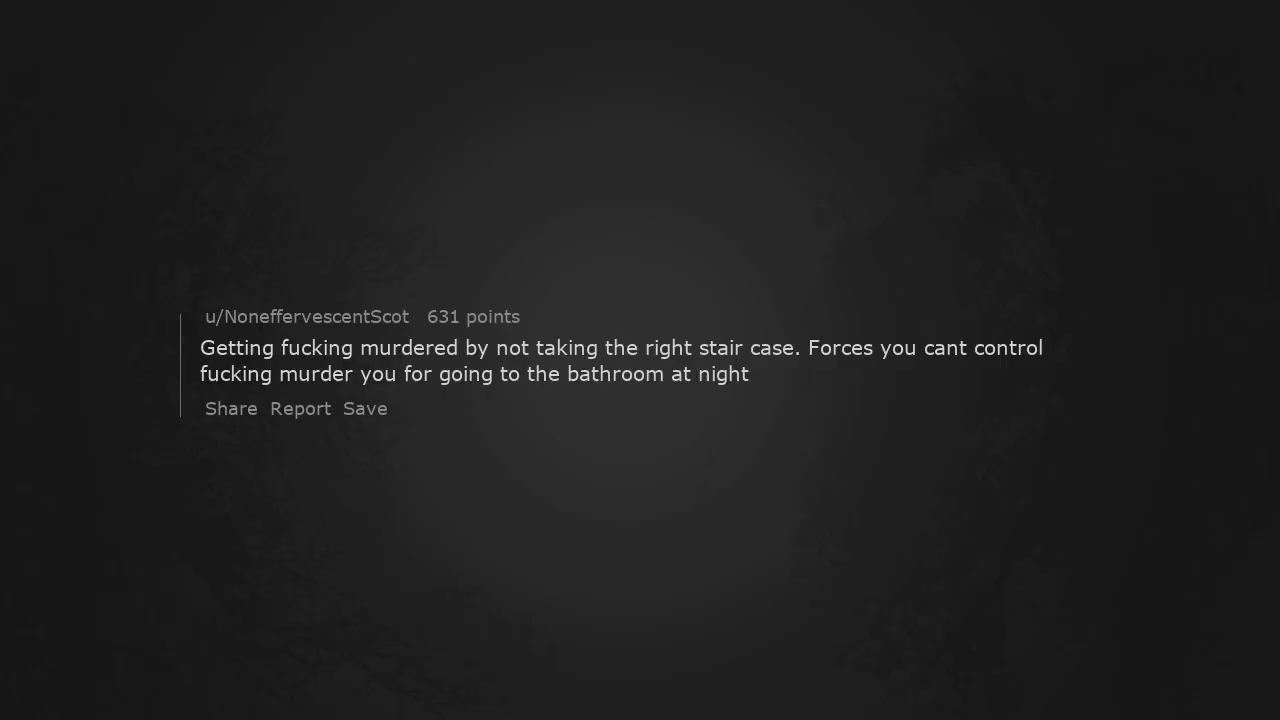 u/NoneffervescentScot 631 points
Getting fucking murdered by not taking the right stair case. Forces you cant control
fucking murder you for going to the bathroom at night
Share Report Save